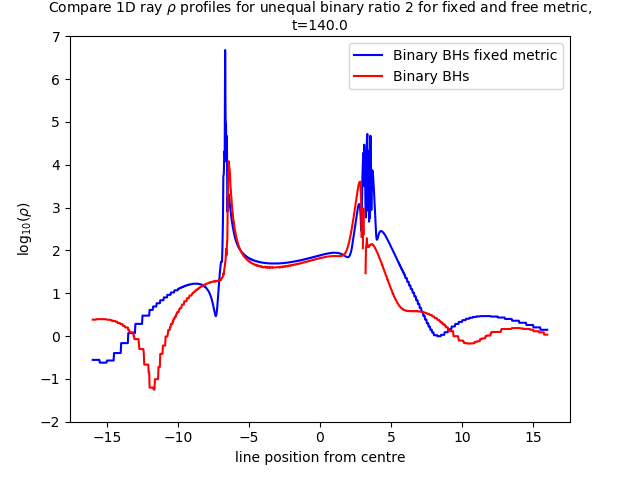 Compare 1D ray ρ profiles for unequal binary ratio 2 for fixed and free metric,
t=140.0
Binary BHs fixed metric
Binary BHs
log₁₀(ρ)
7
6
5
4
3
2
1
0
−1
−2
−15 −10 −5 0 5 10 15
line position from centre